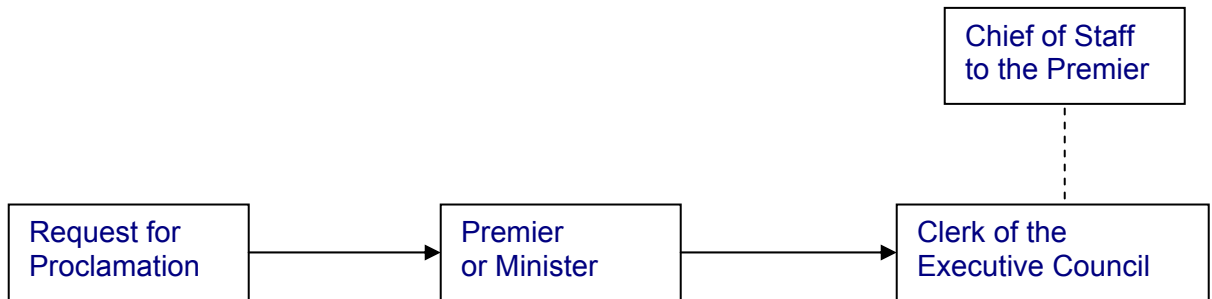 Chief of Staff
to the Premier
Request for
Proclamation
Premier
or Minister
Clerk of the
Executive Council